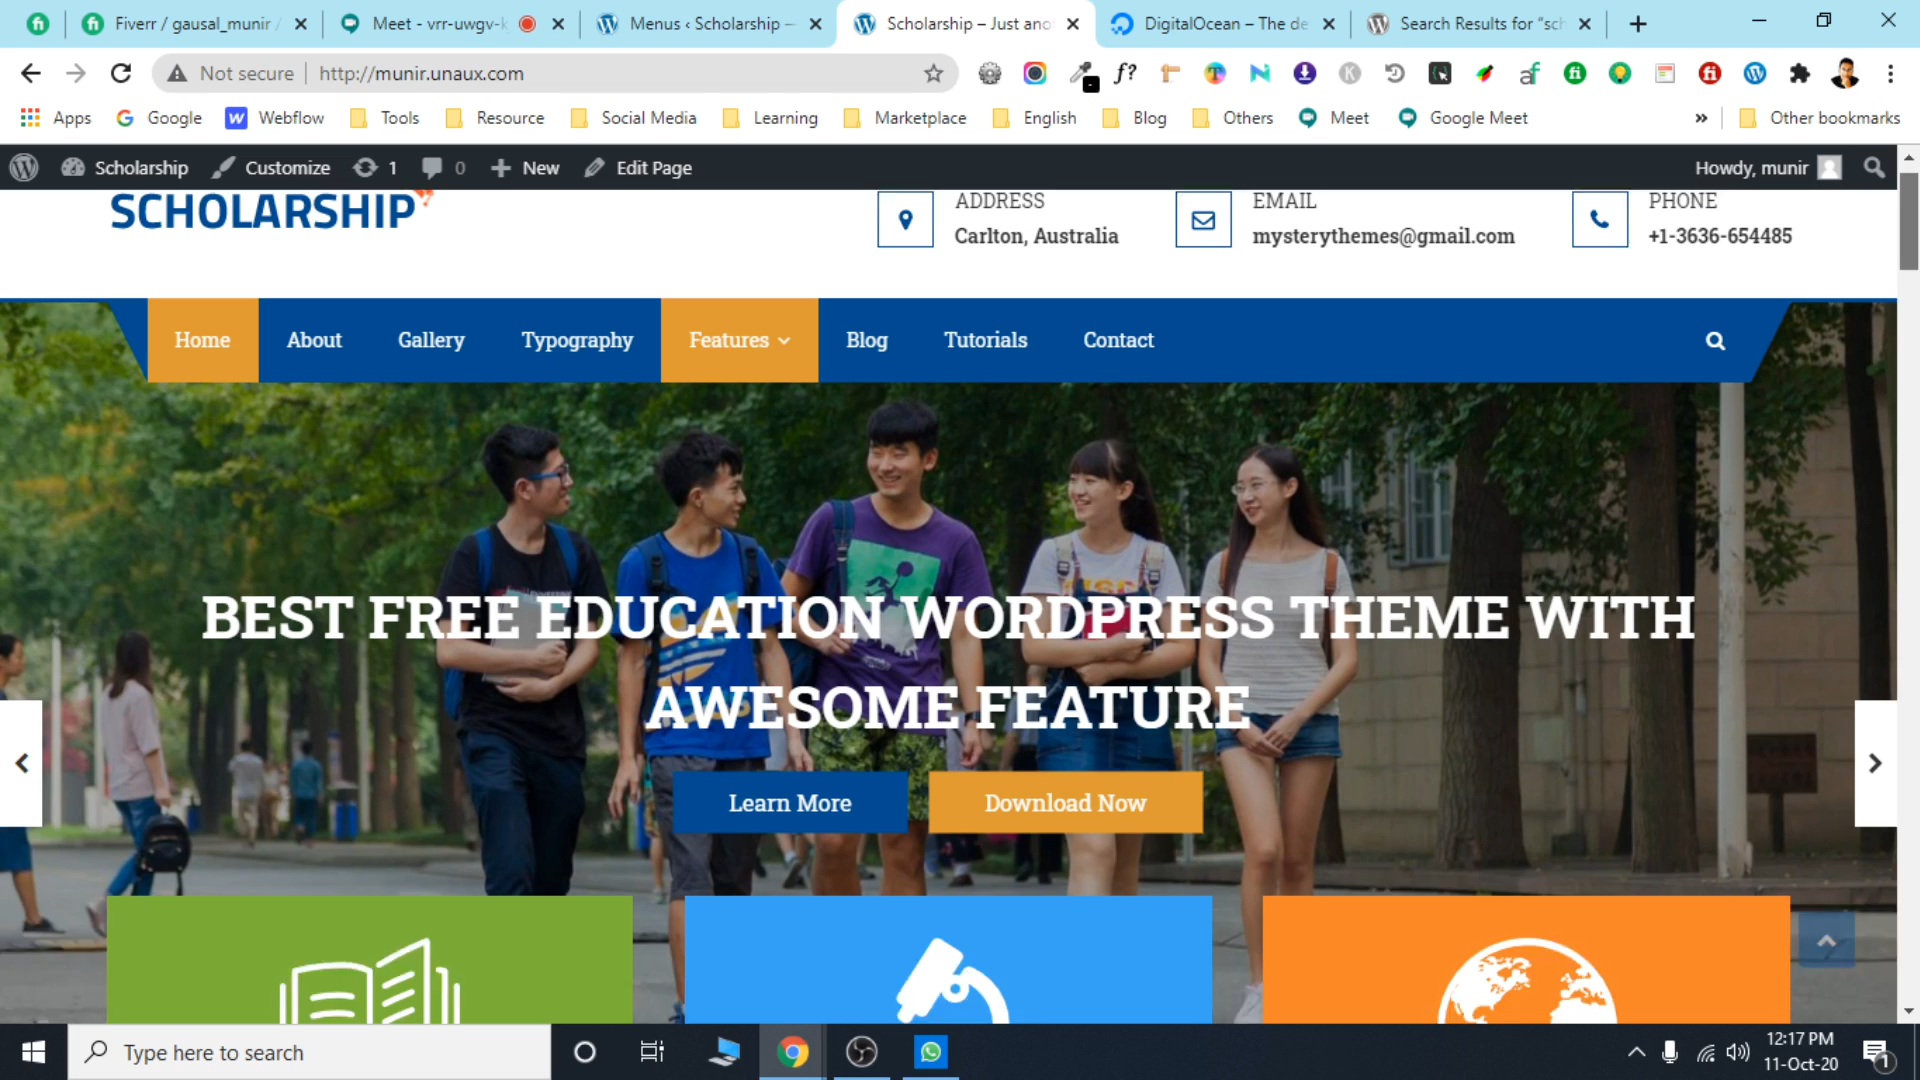 Fiverr / gausal_munir /
Meet - vrr-uwgv-k
Menus ‹ Scholarship —
Scholarship – Just ano
DigitalOcean – The de
Search Results for "sch
Not secure
http://munir.unaux.com
Apps
Google
Webflow
Tools
Resource
Social Media
Learning
Marketplace
English
Blog
Others
Meet
Google Meet
»
Other bookmarks
Scholarship
Customize
1
0
New
Edit Page
Howdy, munir
SCHOLARSHIP
ADDRESS
Carlton, Australia
EMAIL
mysterythemes@gmail.com
PHONE
+1-3636-654485
Home
About
Gallery
Typography
Features
Blog
Tutorials
Contact
BEST FREE EDUCATION WORDPRESS THEME WITH
AWESOME FEATURE
Learn More
Download Now
Type here to search
12:17 PM
11-Oct-20
1